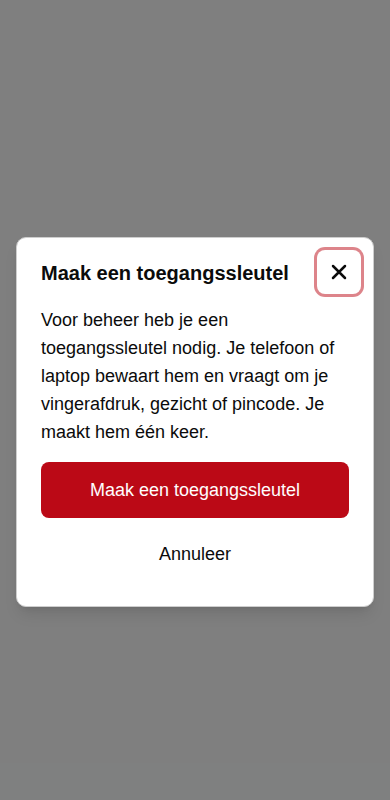 Maak een toegangssleutel
Voor beheer heb je een
toegangssleutel nodig. Je telefoon of
laptop bewaart hem en vraagt om je
vingerafdruk, gezicht of pincode. Je
maakt hem één keer.
Maak een toegangssleutel
Annuleer